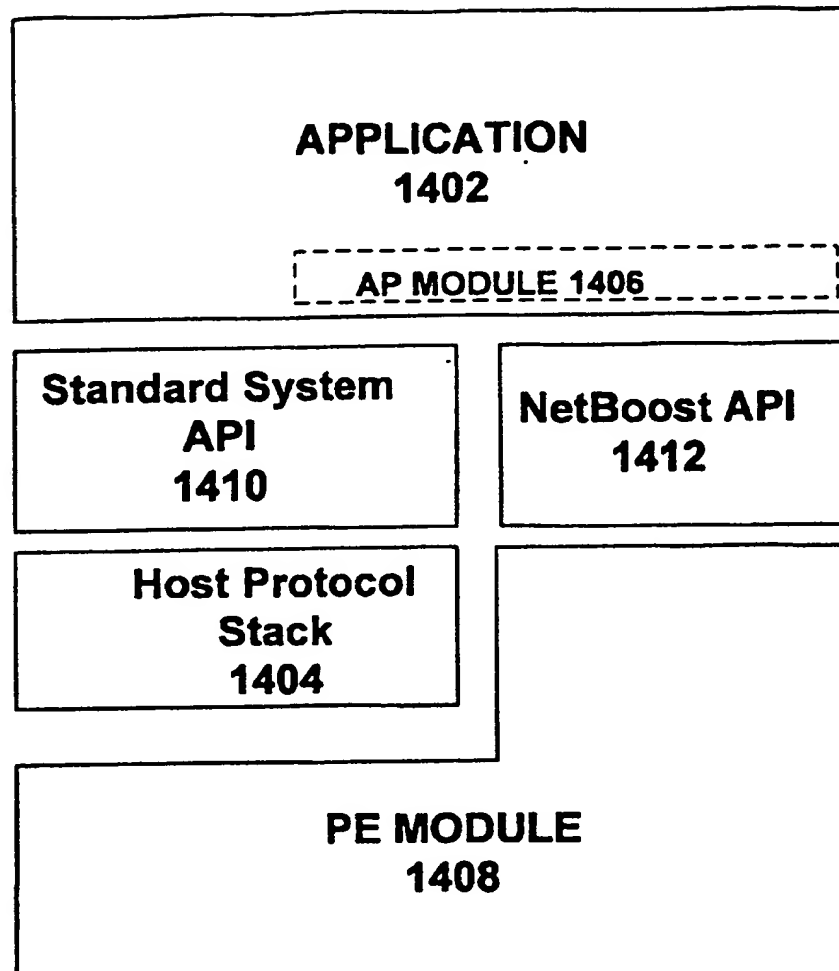 APPLICATION
1402
AP MODULE 1406
Standard System
API
1410
NetBoost API
1412
Host Protocol
Stack
1404
PE MODULE
1408